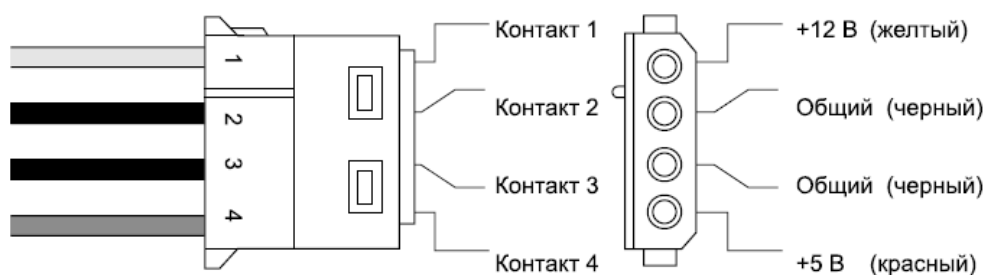 Контакт 1
+12 В (желтый)
1
Контакт 2
Общий (черный)
2
3
Контакт 3
Общий (черный)
4
Контакт 4
+5 В (красный)